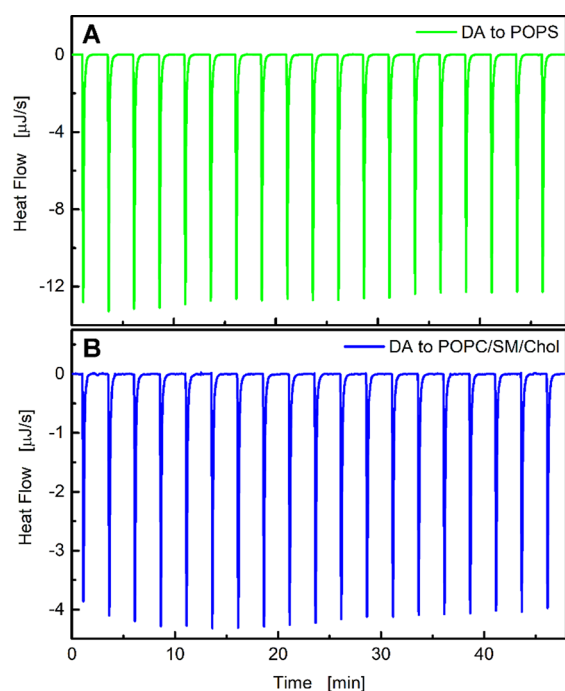 A
DA to POPS
0
-4
-8
-12
Heat Flow [μJ/s]
B
DA to POPC/SM/Chol
0
-1
-2
-3
-4
Heat Flow [μJ/s]
0 10 20 30 40
Time [min]